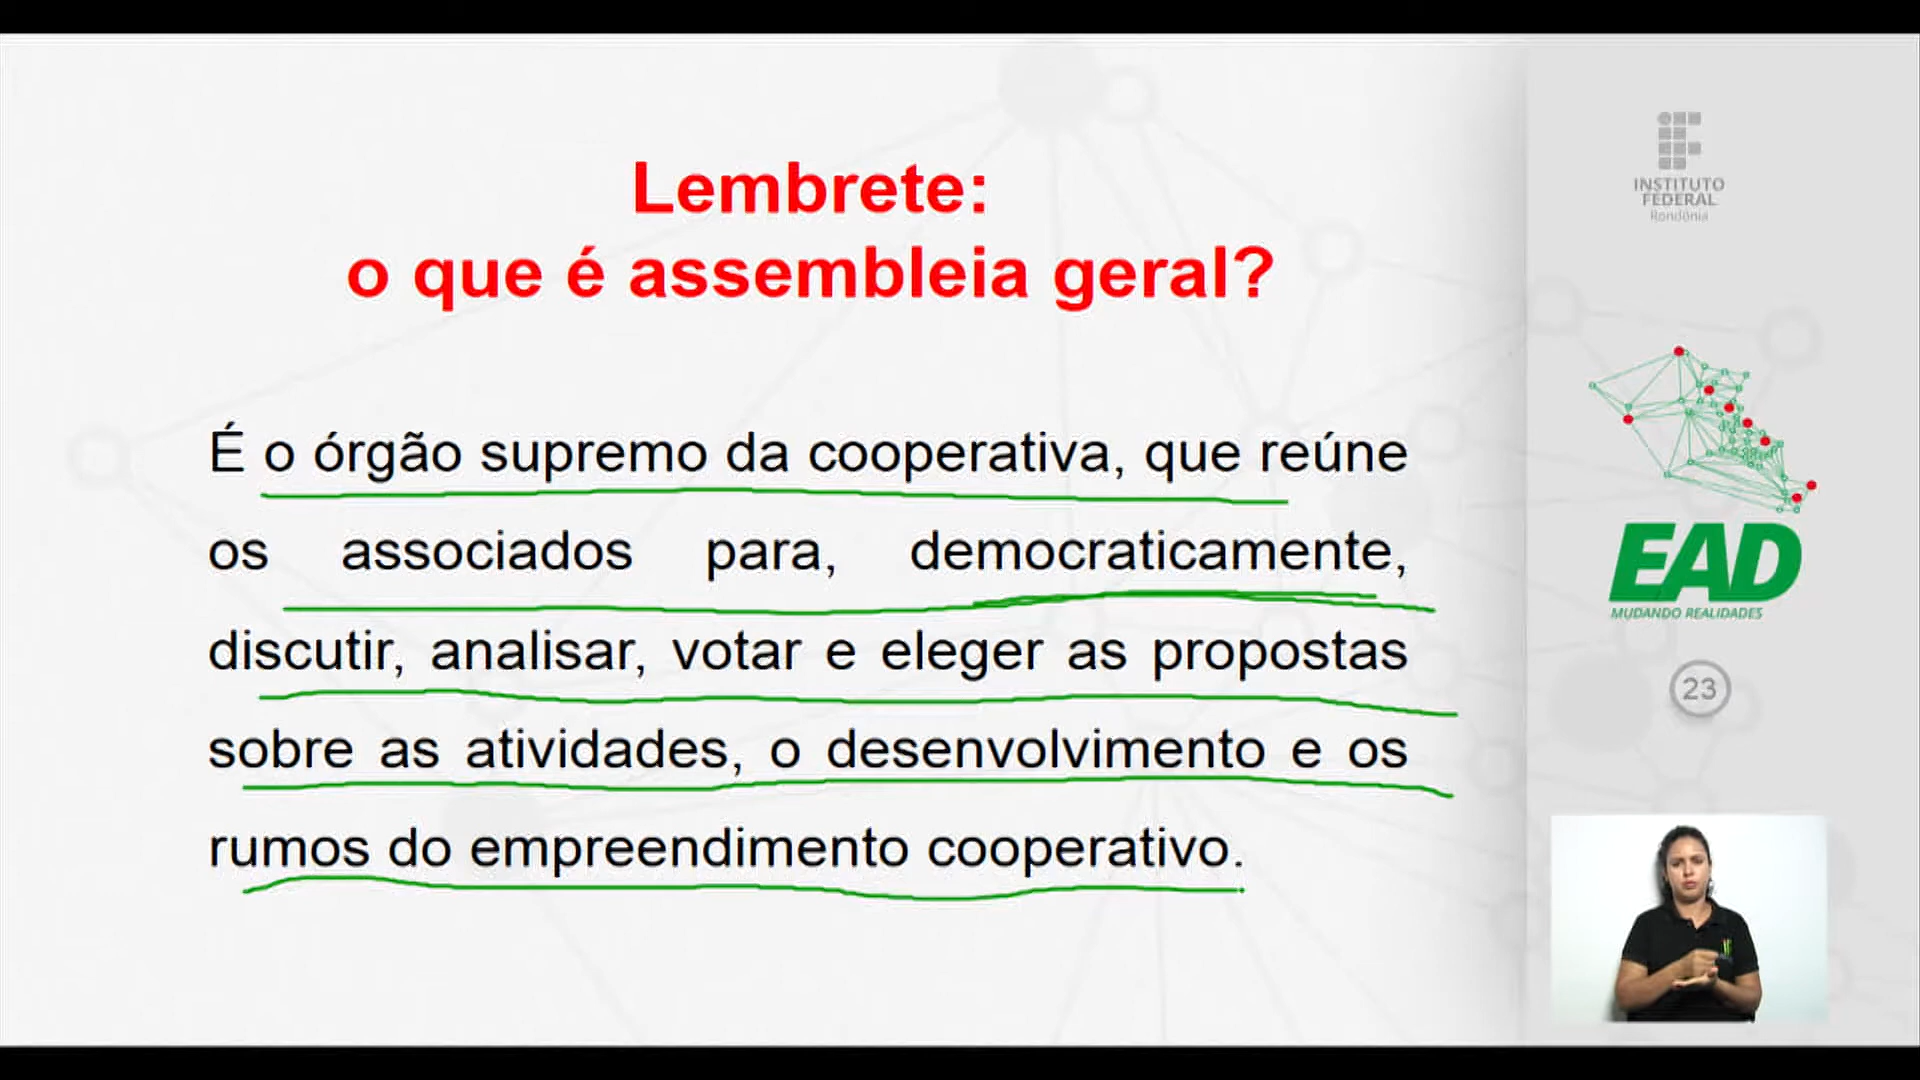 Lembrete:
o que é assembleia geral?
É o órgão supremo da cooperativa, que reúne
os associados para, democraticamente,
discutir, analisar, votar e eleger as propostas
sobre as atividades, o desenvolvimento e os
rumos do empreendimento cooperativo.
INSTITUTO
FEDERAL
Rondônia
EAD
MUDANDO REALIDADES
23